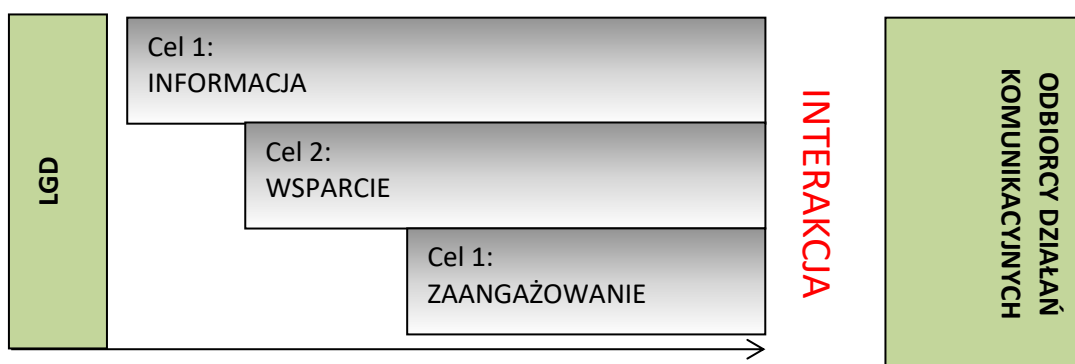 LGD
Cel 1:
INFORMACJA
Cel 2:
WSPARCIE
Cel 1:
ZAANGAŻOWANIE
INTERAKCJA
ODBIORCY DZIAŁAŃ
KOMUNIKACYJNYCH